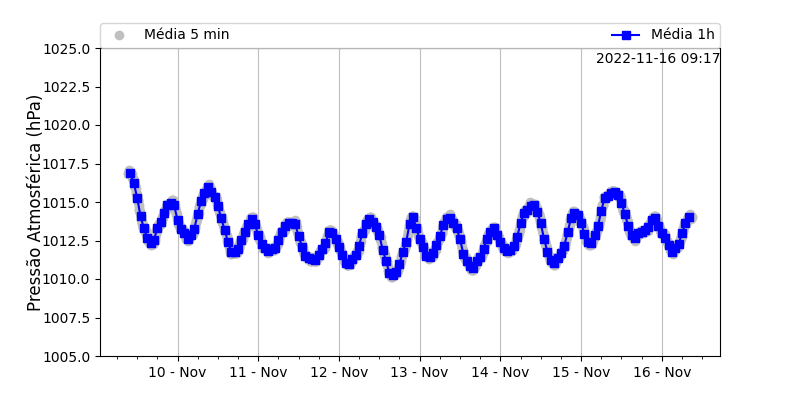 Média 5 min
Média 1h
2022-11-16 09:17
Pressão Atmosférica (hPa)
1025.0
1022.5
1020.0
1017.5
1015.0
1012.5
1010.0
1007.5
1005.0
10 - Nov
11 - Nov
12 - Nov
13 - Nov
14 - Nov
15 - Nov
16 - Nov